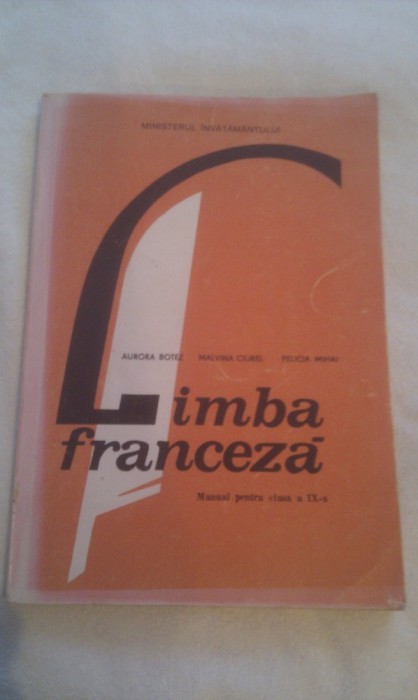 MINISTERUL ÎNVĂȚĂMÂNTULUI
AURORA BOTEZ MALVINA CIUREL FELICIA MIHAI
Limba
franceză
Manual pentru clasa a IX-a